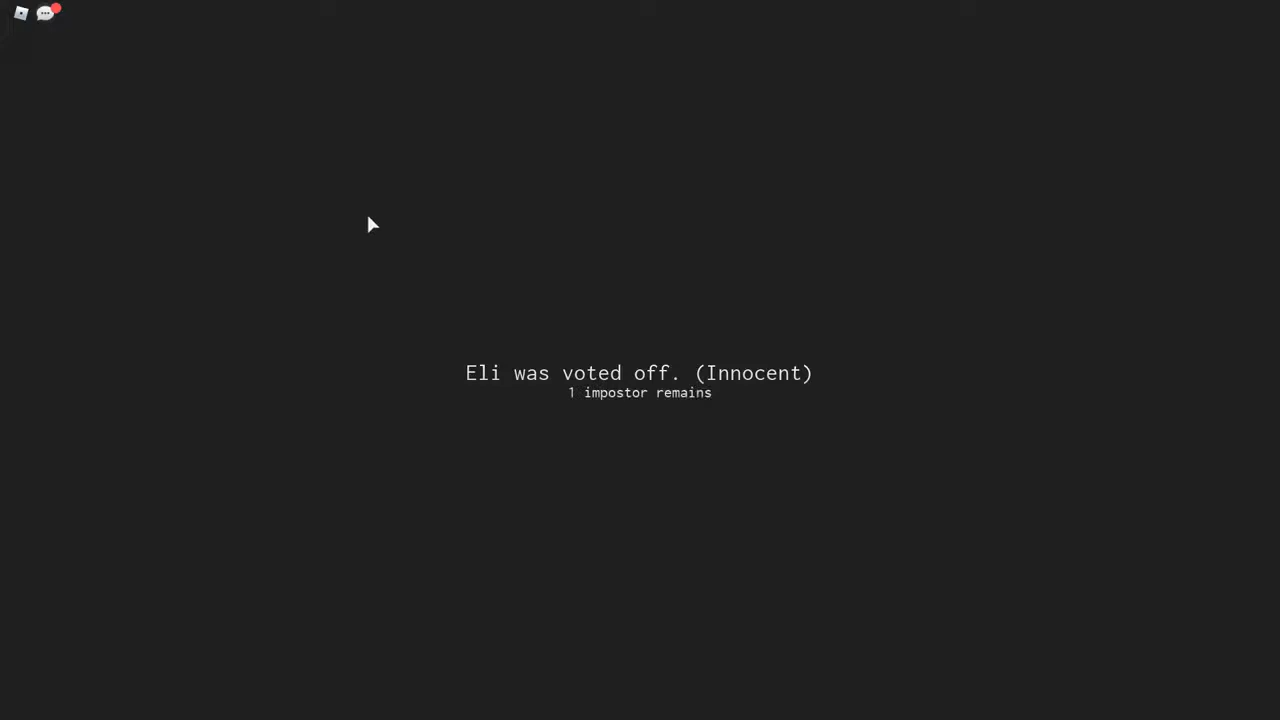 Eli was voted off. (Innocent)
1 impostor remains